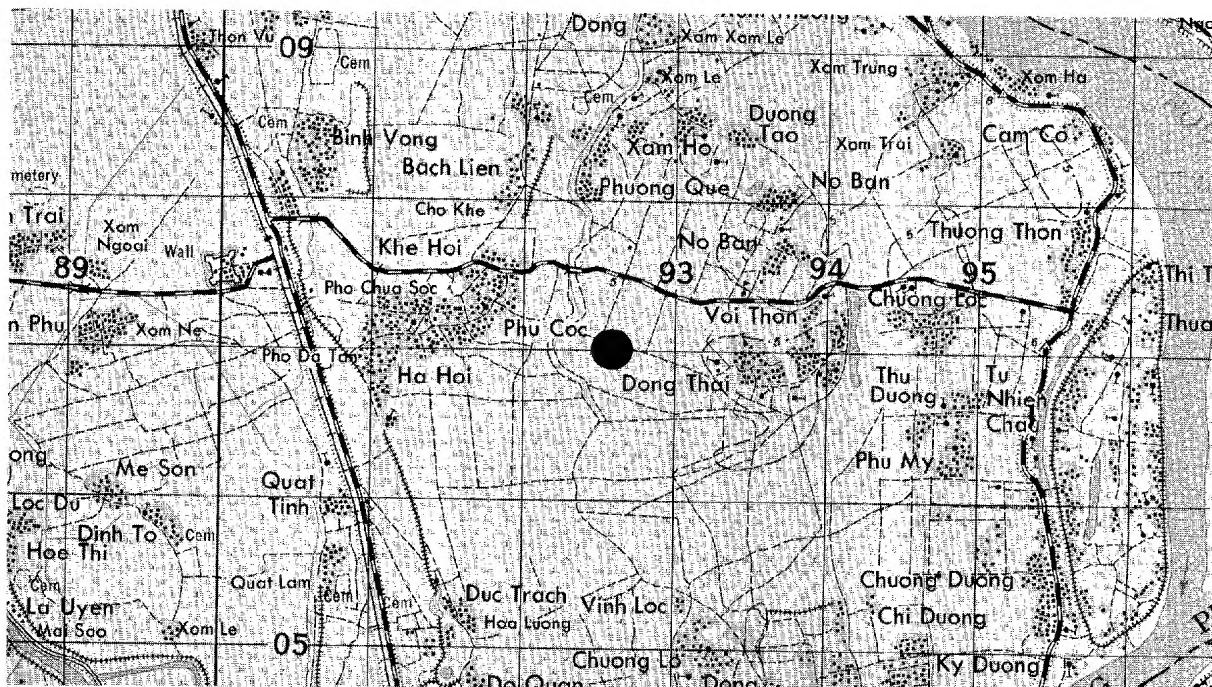 Dong
Thon Vu
09
Xam Xam Le
Cem
Xom Le
Xam Trung
Xom Ha
Cem
Cem
Duong
Tao
Binh Vong
Xam Ho
Cam Co
Bach Lien
Xam Trai
Phuong Que
No Ban
metery
Cho Khe
Trai
Xom
Ngoai
Wall
Khe Hoi
No Ban
Thuong Thon
89
93
94
95
Thi T
Pho Chua Soc
5
Chuong Loc
Phu
Xom Ne
Phu Coc
Voi Thon
Thua
Pho Da Tan
Ha Hoi
Dong Thai
Thu
Duong
Tu
Nhien
Chau
ong
Me Son
Quat
Tinh
Phu My
Loc Du
Dinh To
Cem
Hoe Thi
Cem
Quat Lam
Cem
Cem
Duc Trach
Vinh Loc
Chuong Duong
La Uyen
Hoa Luong
Chi Duong
Mai Sao
Xom Le
05
Chuong Lo
Ky Duong
Do Quan
Dong